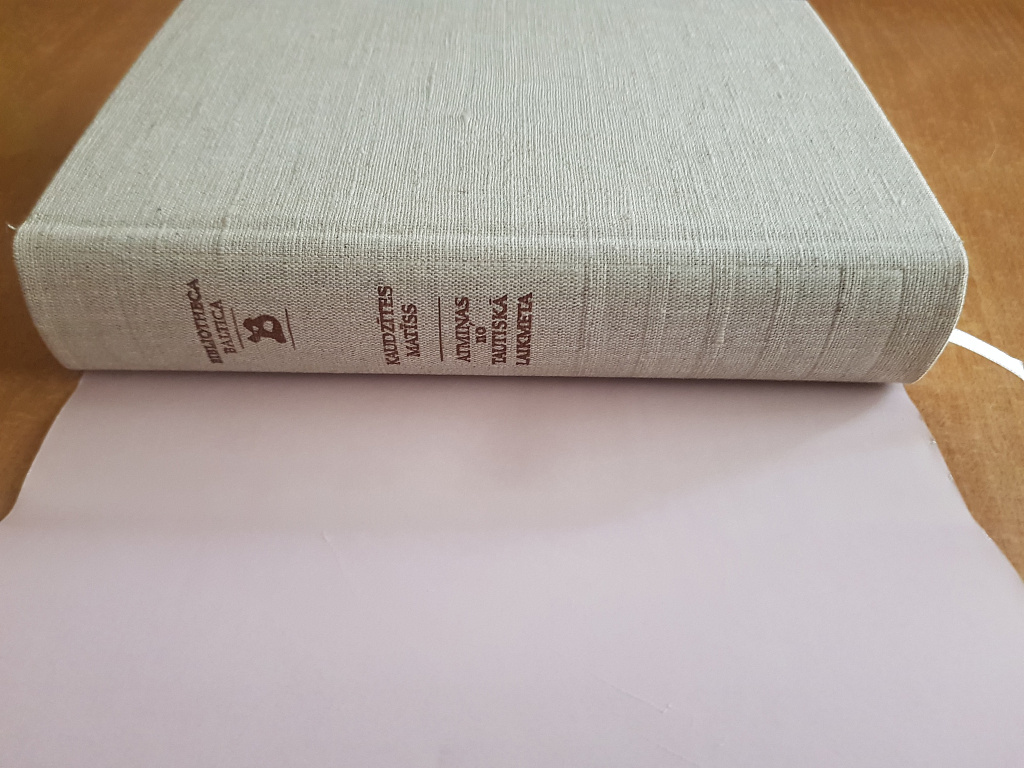 BIBLIOTHECA
BALTICA
KAUDZĪTES
MATĪSS
ATMIŅAS
no
TAUTISKĀ
LAIKMETA